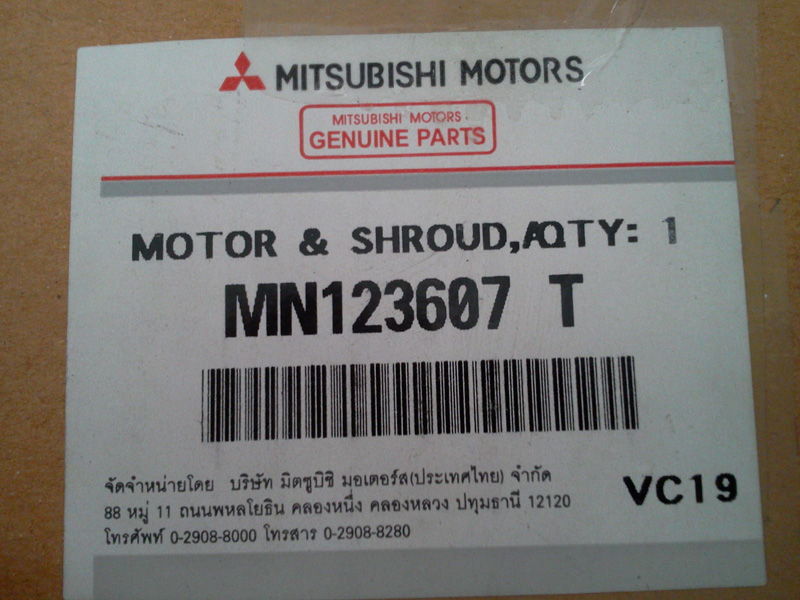 MITSUBISHI MOTORS
MITSUBISHI MOTORS
GENUINE PARTS
MOTOR & SHROUD,AQTY: 1
MN123607 T
จัดจำหน่ายโดย บริษัท มิตซูบิชิ มอเตอร์ส(ประเทศไทย) จำกัด
88 หมู่ 11 ถนนพหลโยธิน คลองหนึ่ง คลองหลวง ปทุมธานี 12120
โทรศัพท์ 0-2908-8000 โทรสาร 0-2908-8280
VC19